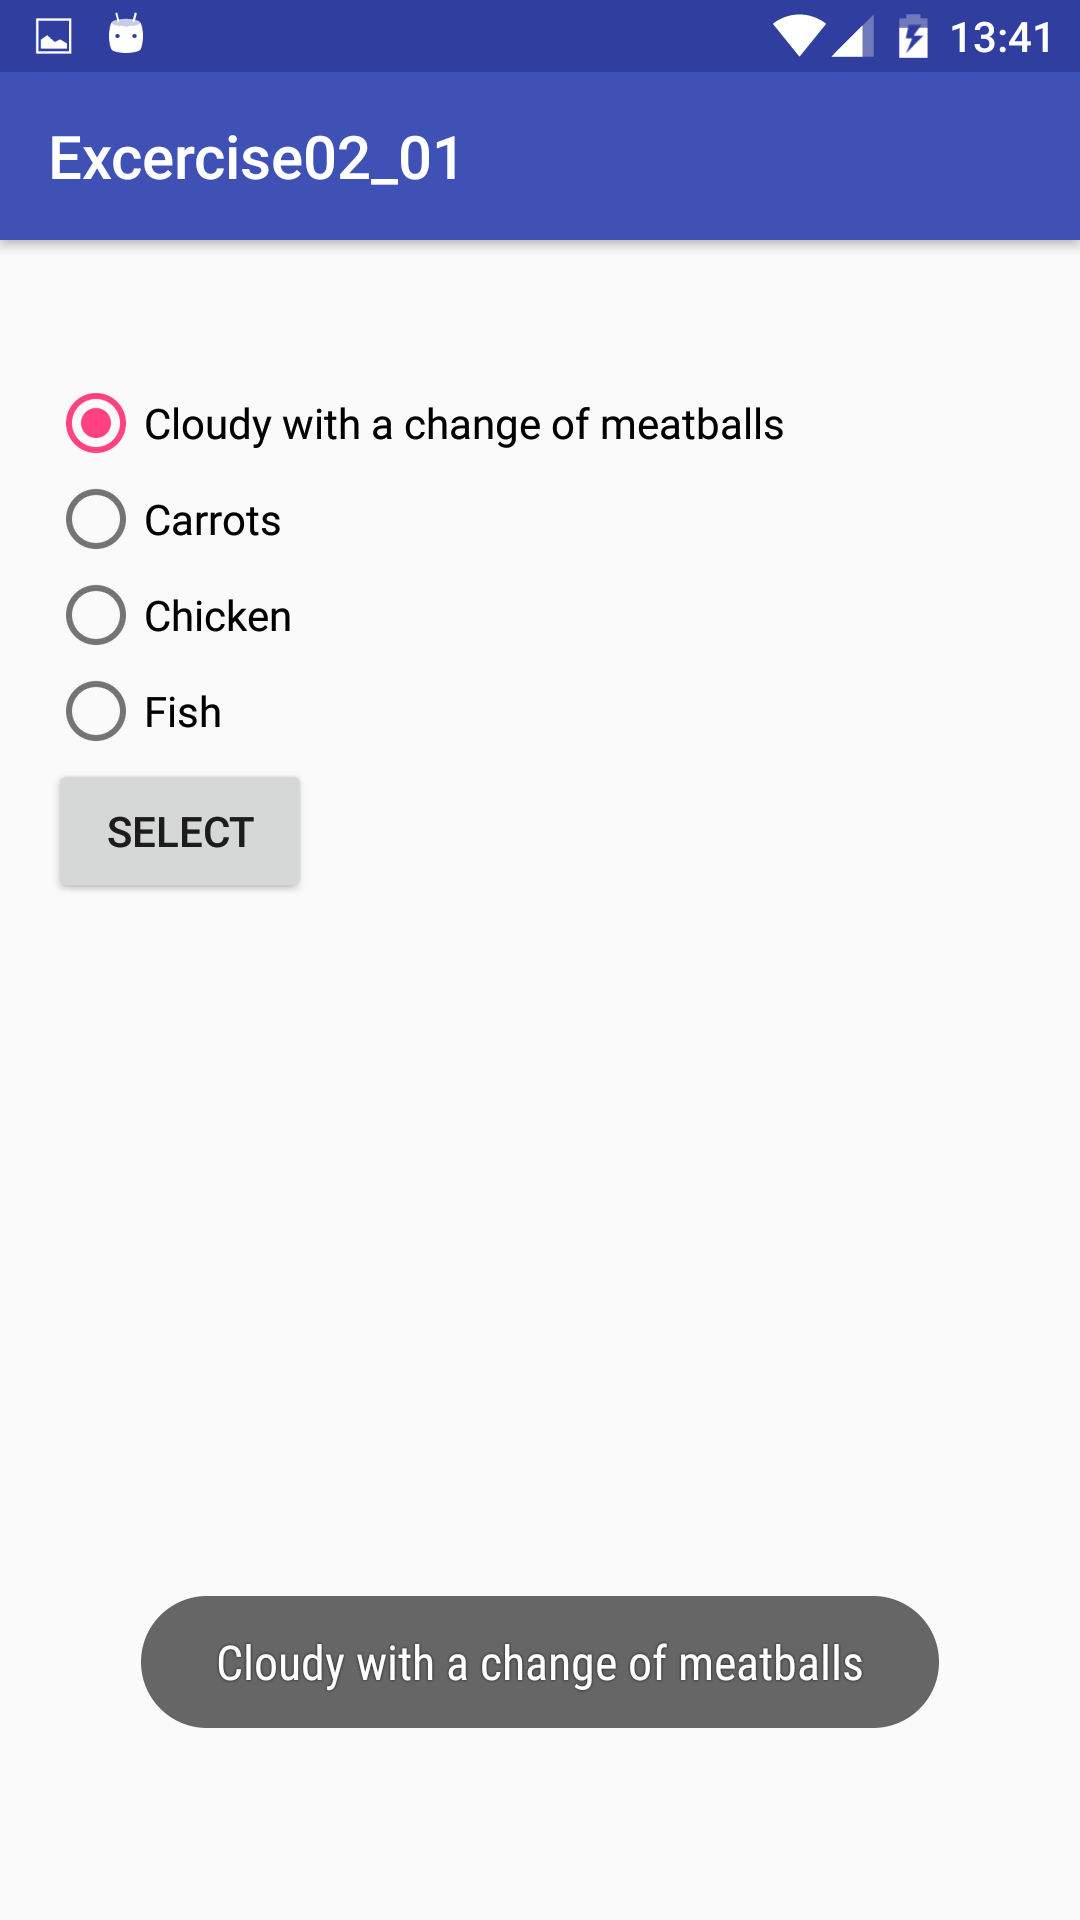 13:41
Excercise02_01
Cloudy with a change of meatballs
Carrots
Chicken
Fish
SELECT
Cloudy with a change of meatballs